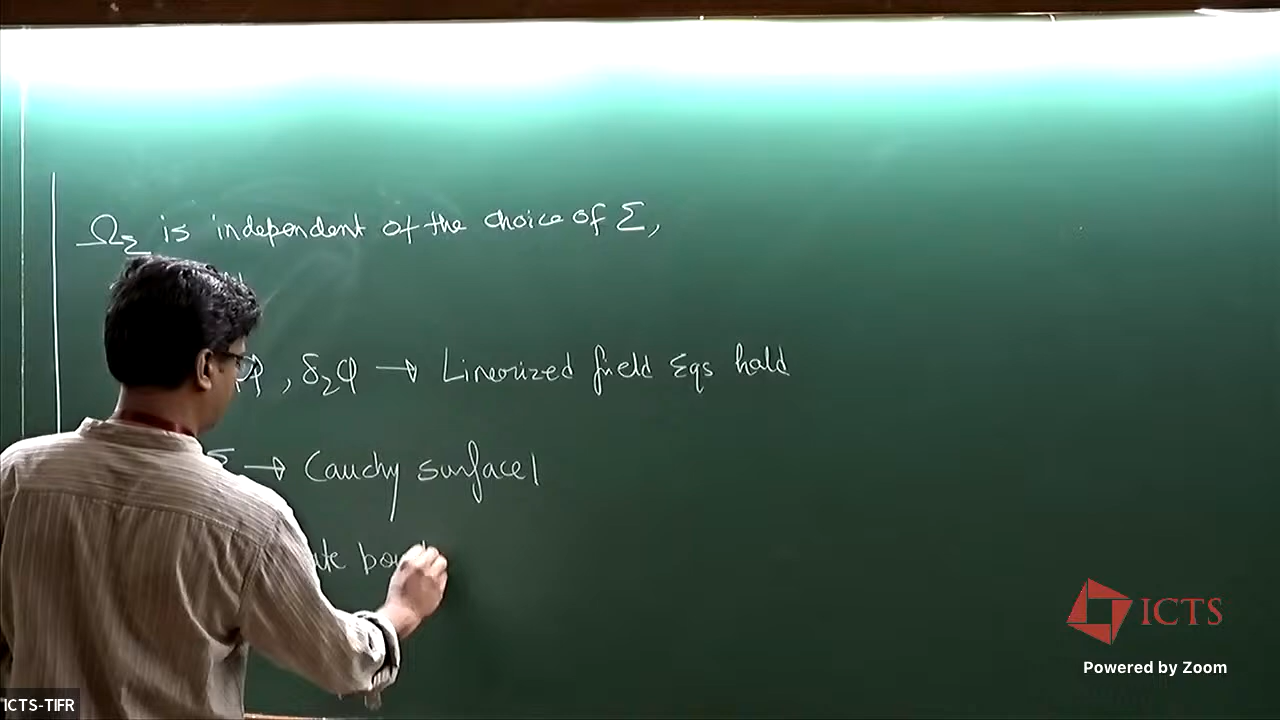 Ω_Σ is independent of the choice of Σ,
φ, δ₂φ → Linearized field Eqs hold
Σ → Cauchy surface
ICTS
Powered by Zoom
ICTS-TIFR